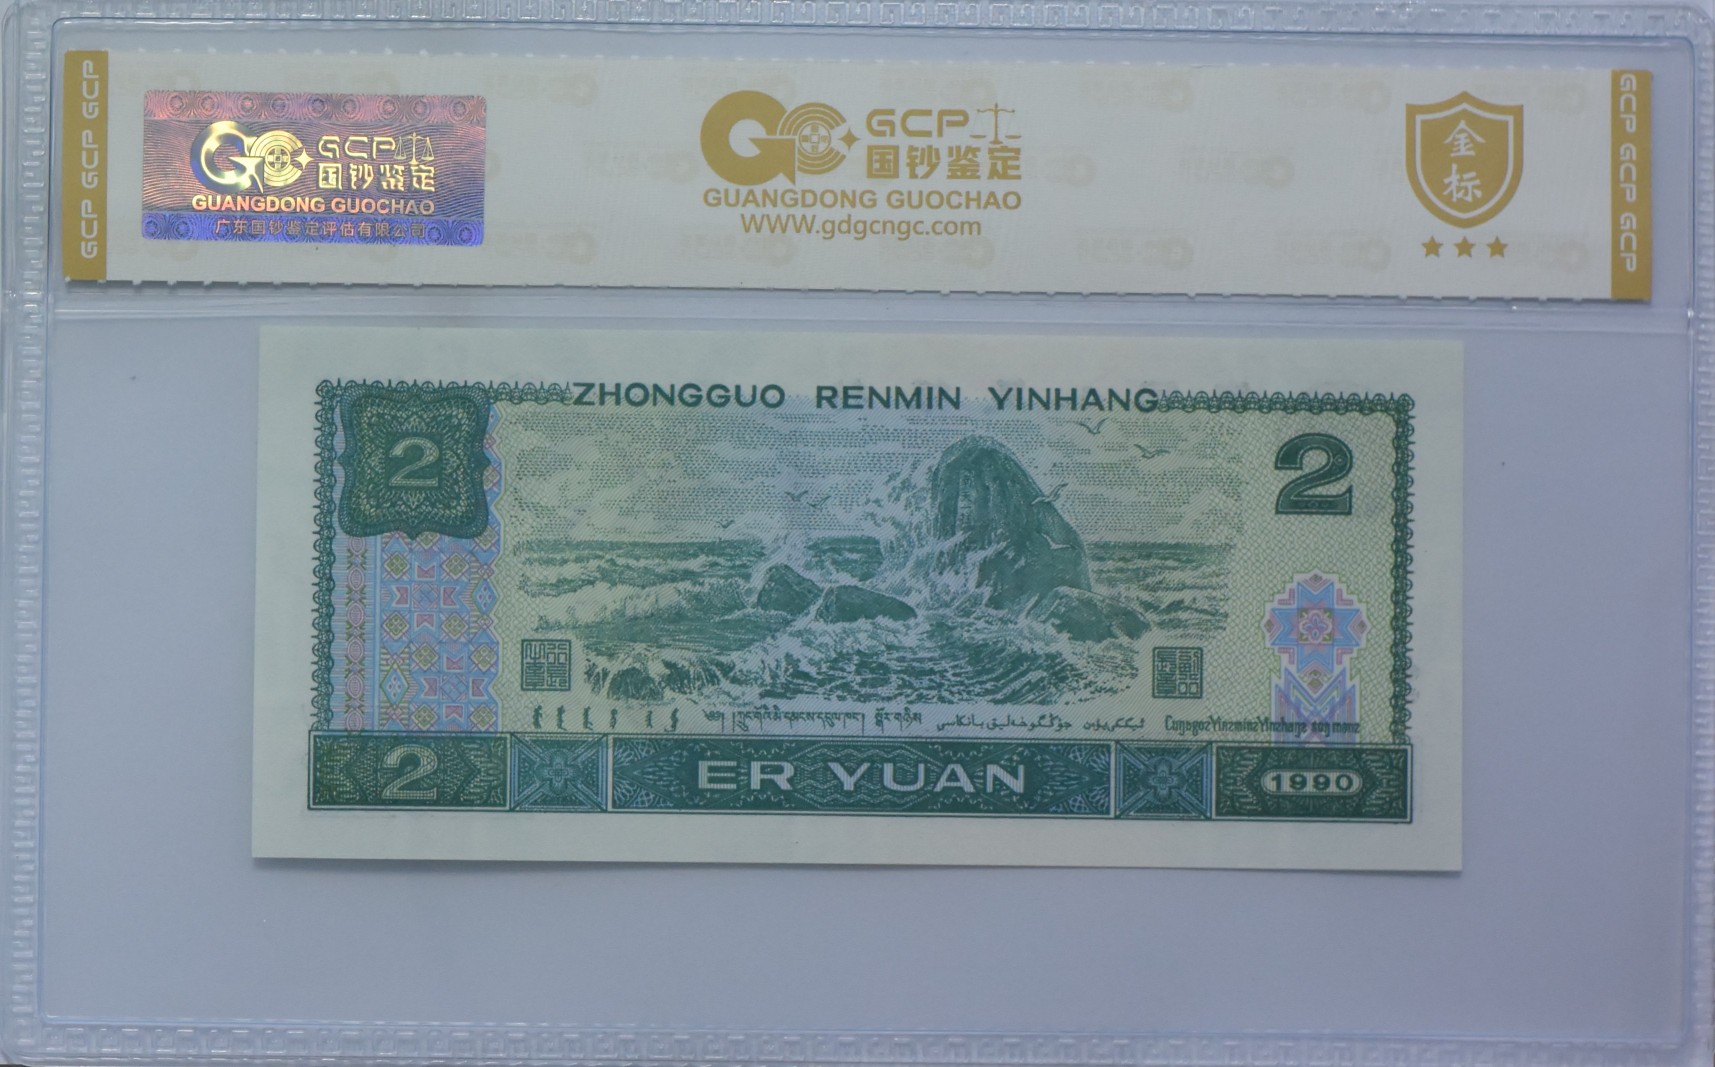 GCP GCP GCP
GCP
国钞鉴定
GUANGDONG GUOCHAO
广东国钞鉴定评估有限公司
GCP
国钞鉴定
GUANGDONG GUOCHAO
WWW.gdgcngc.com
金
标
GCP GCP GCP
ZHONGGUO RENMIN YINHANG
2
2
2
ER YUAN
1990